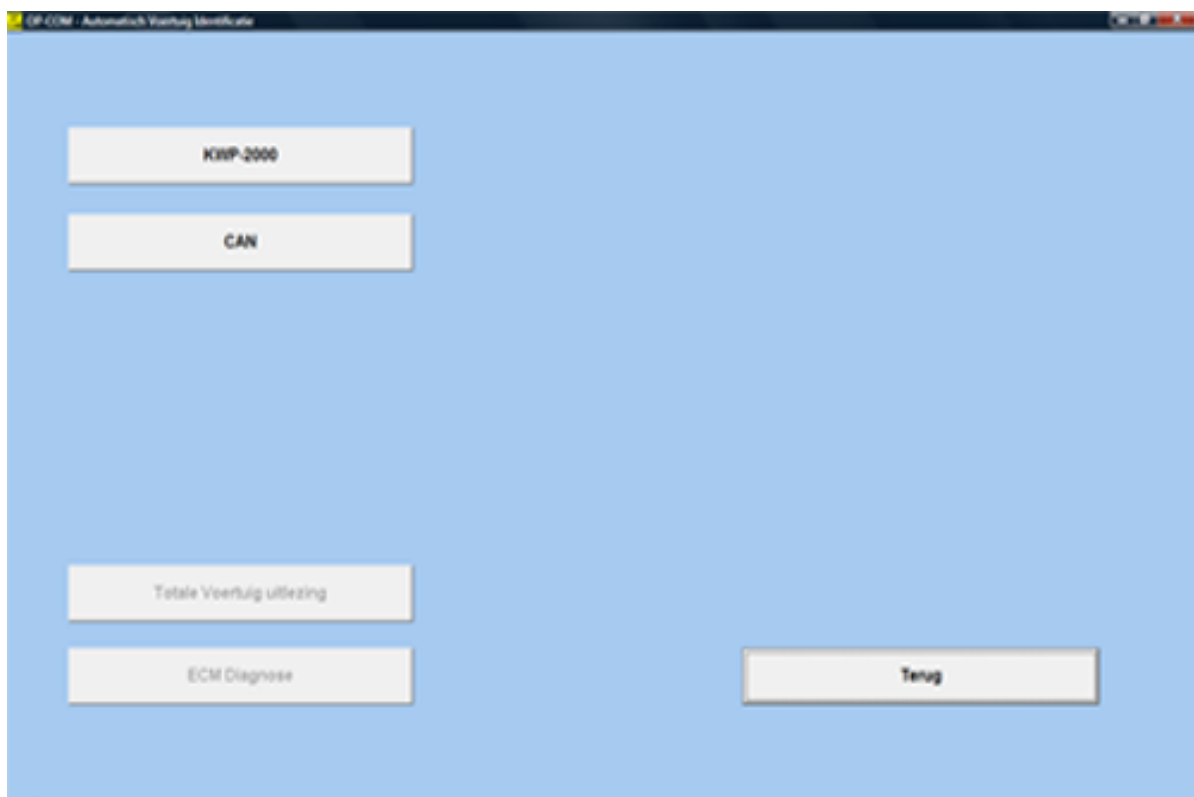 OP-COM - Automatisch Voertuig Identificatie
KWP-2000
CAN
Totale Voertuig uitlezing
ECM Diagnose
Terug